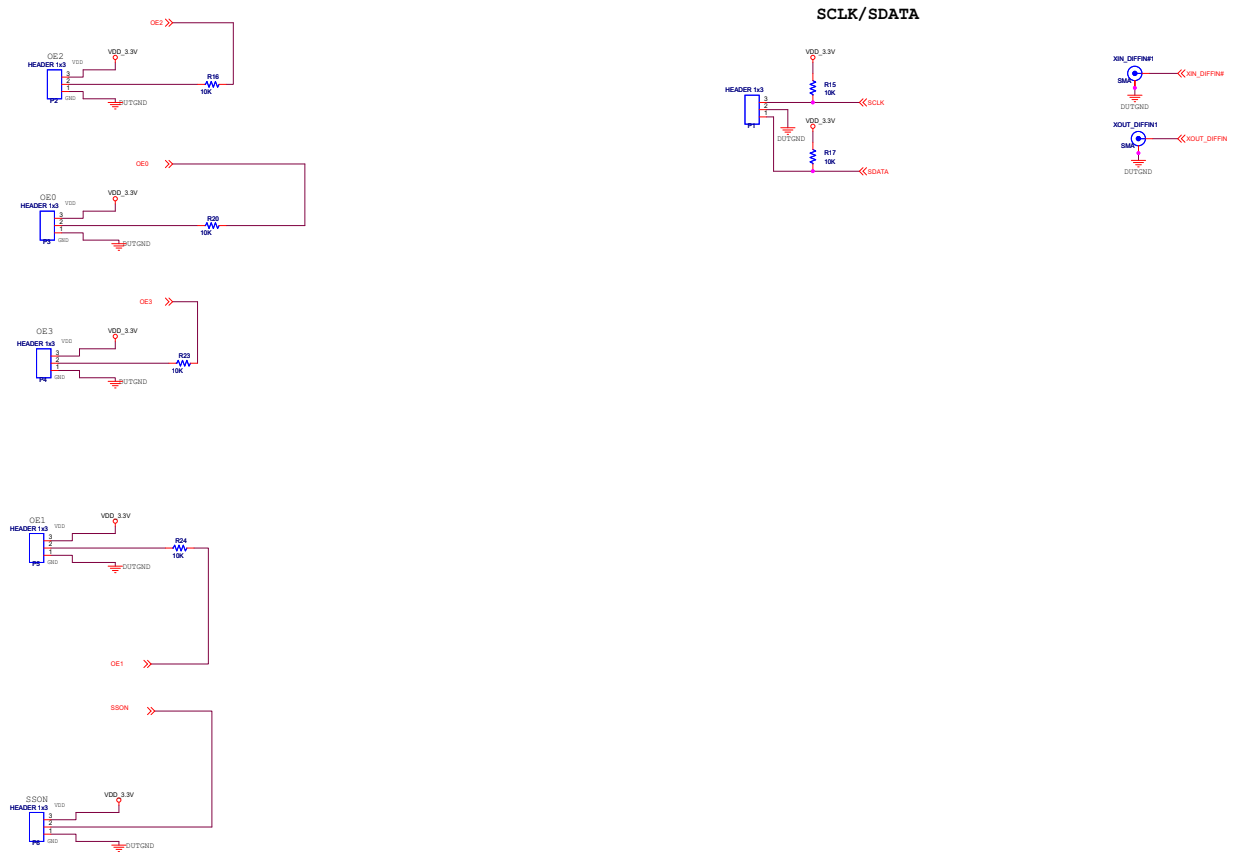 SCLK/SDATA
OE2
OE2
VDD_3.3V
HEADER 1x3
VDD
3
2
1
R16
10K
P2
GND
DUTGND
VDD_3.3V
R15
10K
HEADER 1x3
3
2
1
P1
SCLK
DUTGND
VDD_3.3V
R17
10K
SDATA
XIN_DIFFIN#1
XIN_DIFFIN#
SMA
DUTGND
XOUT_DIFFIN1
XOUT_DIFFIN
SMA
DUTGND
OE0
OE0
VDD_3.3V
HEADER 1x3
VDD
3
2
1
R20
10K
P3
GND
DUTGND
OE3
OE3
VDD_3.3V
HEADER 1x3
VDD
3
2
1
R23
10K
P4
GND
DUTGND
OE1
VDD_3.3V
HEADER 1x3
VDD
3
2
1
R24
10K
P5
GND
DUTGND
OE1
SSON
SSON
VDD_3.3V
HEADER 1x3
VDD
3
2
1
P6
GND
DUTGND